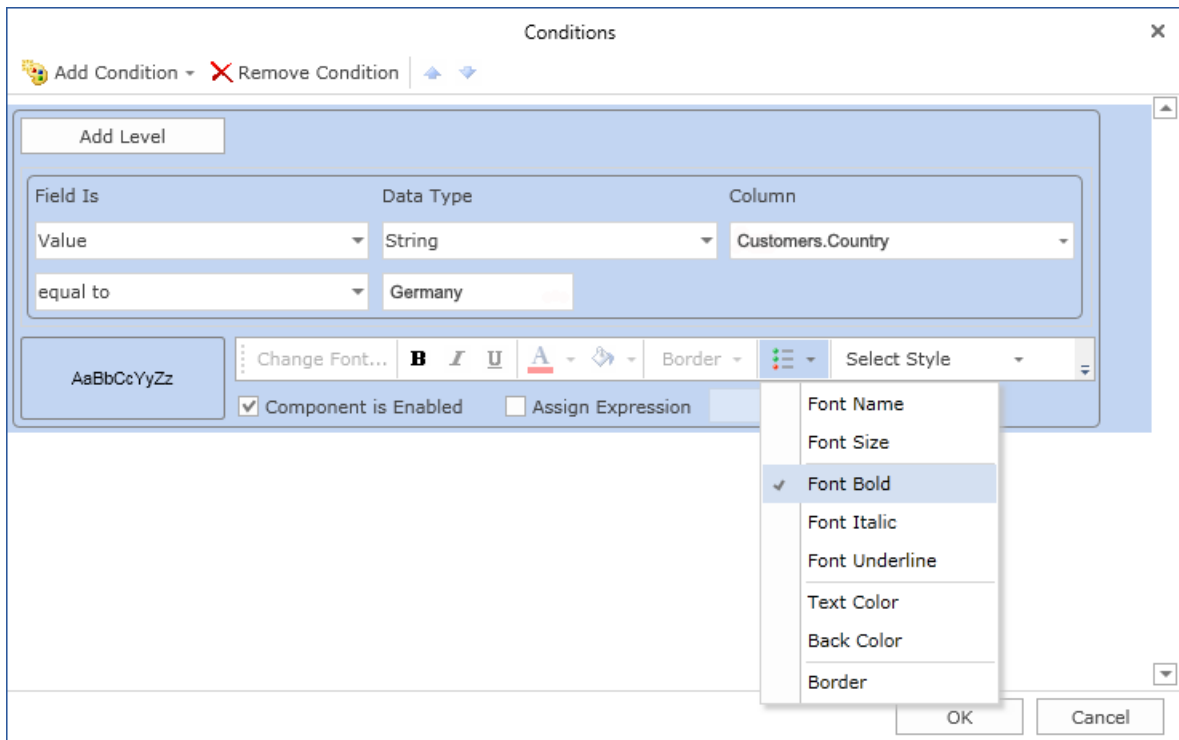 Conditions
Add Condition Remove Condition
Add Level
Field Is Data Type Column
Value String Customers.Country
equal to Germany
AaBbCcYyZz
Change Font... B I U A Border Select Style
Component is Enabled Assign Expression
Font Name
Font Size
Font Bold
Font Italic
Font Underline
Text Color
Back Color
Border
OK Cancel